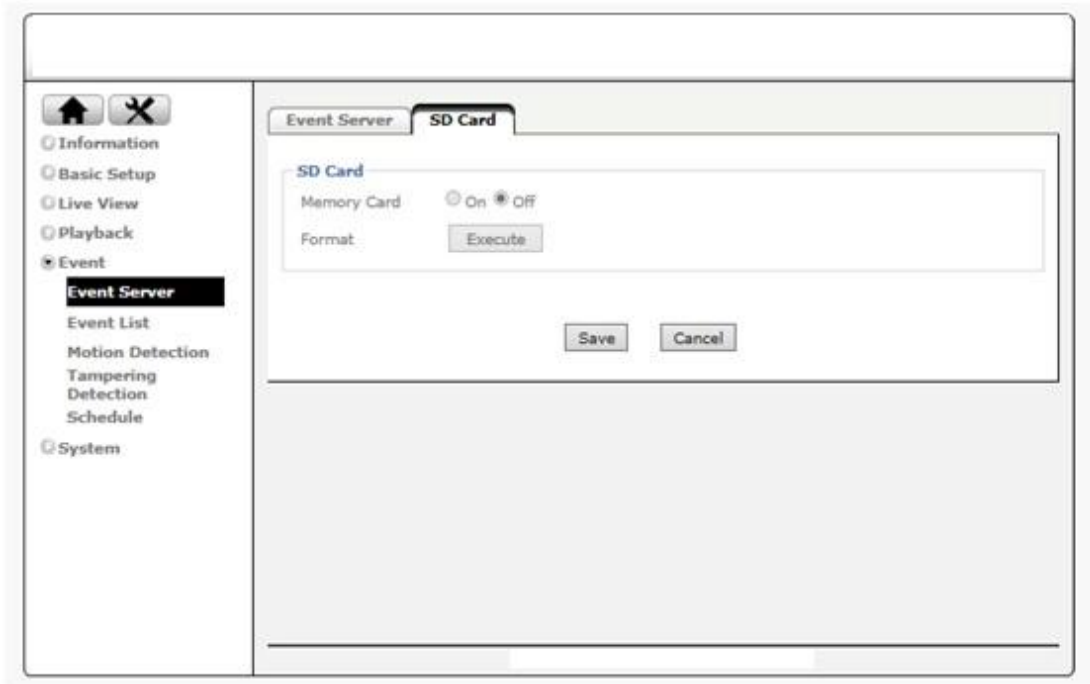 Information
Basic Setup
Live View
Playback
Event
Event Server
Event List
Motion Detection
Tampering
Detection
Schedule
System
Event Server SD Card
SD Card
Memory Card On Off
Format Execute
Save Cancel